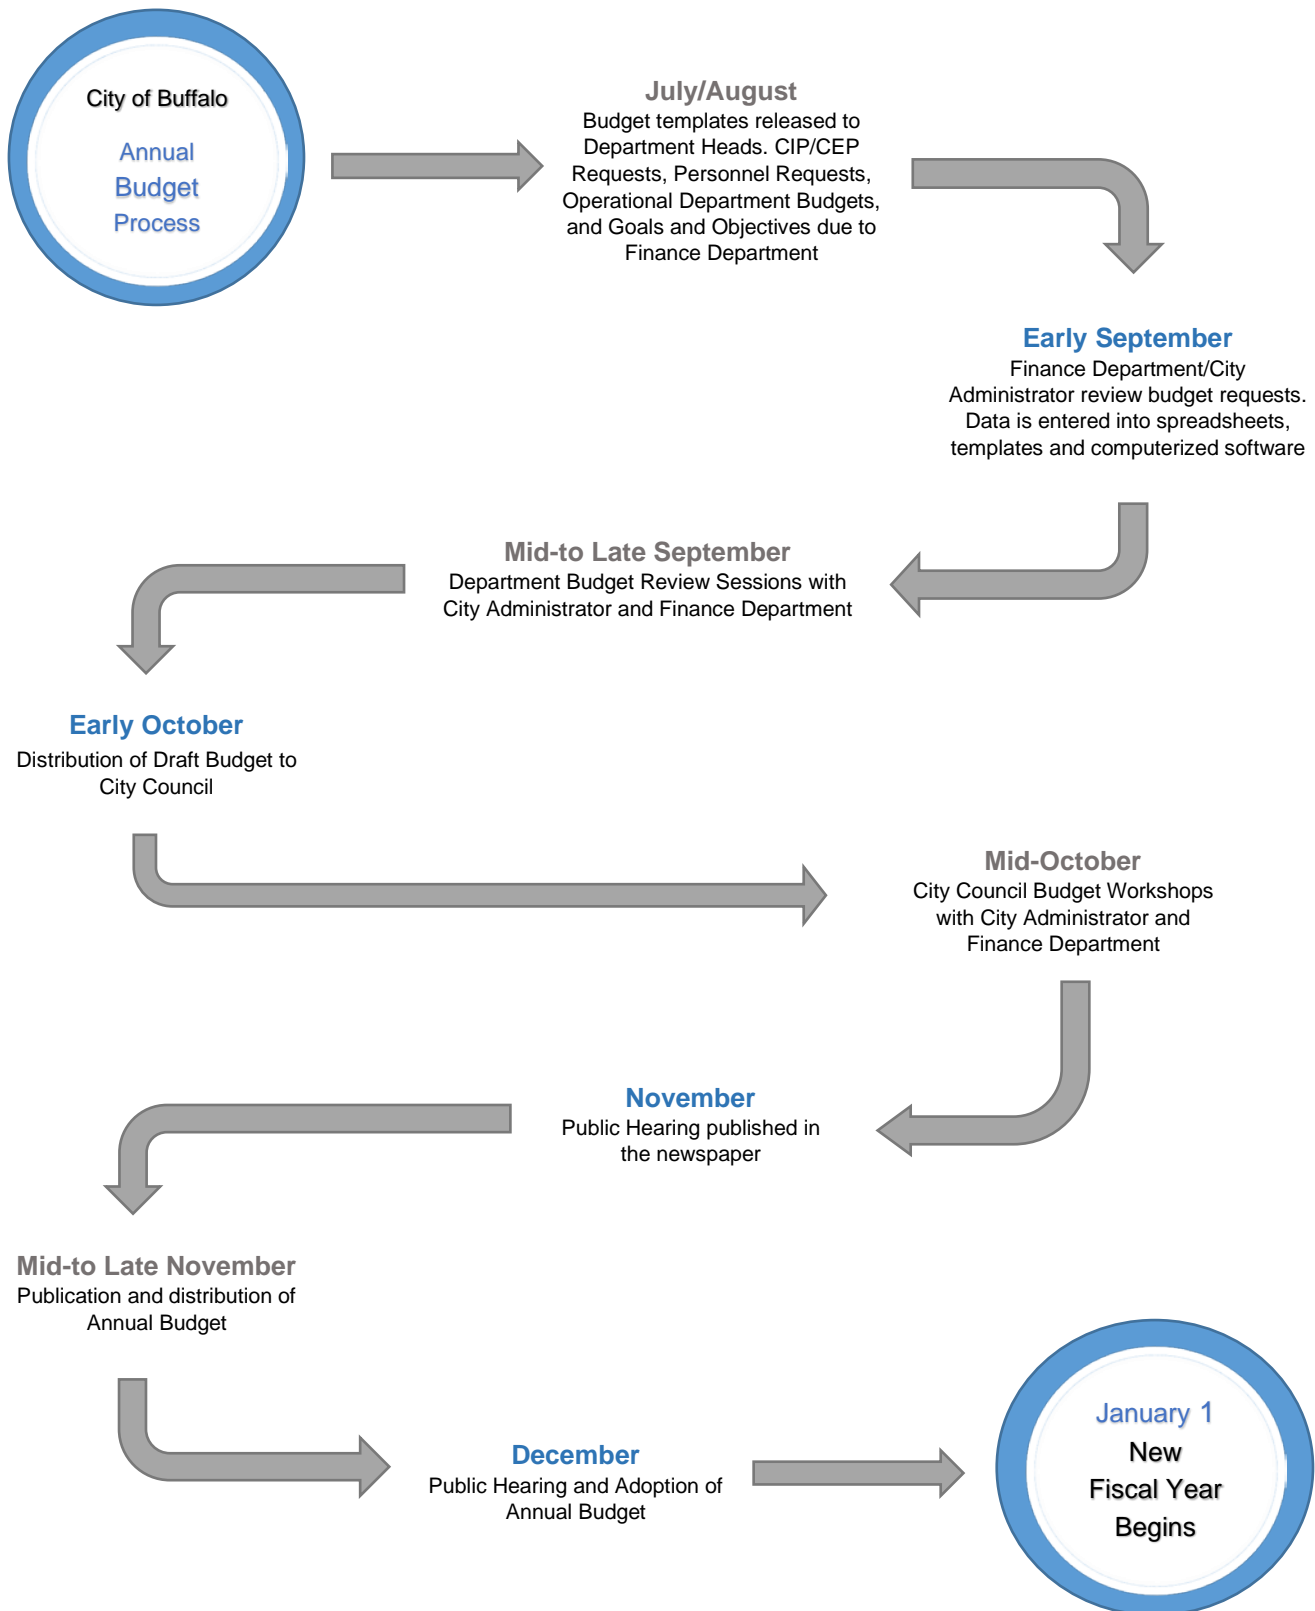 City of Buffalo
Annual
Budget
Process
July/August
Budget templates released to
Department Heads. CIP/CEP
Requests, Personnel Requests,
Operational Department Budgets,
and Goals and Objectives due to
Finance Department
Early September
Finance Department/City
Administrator review budget requests.
Data is entered into spreadsheets,
templates and computerized software
Mid-to Late September
Department Budget Review Sessions with
City Administrator and Finance Department
Early October
Distribution of Draft Budget to
City Council
Mid-October
City Council Budget Workshops
with City Administrator and
Finance Department
November
Public Hearing published in
the newspaper
Mid-to Late November
Publication and distribution of
Annual Budget
December
Public Hearing and Adoption of
Annual Budget
January 1
New
Fiscal Year
Begins